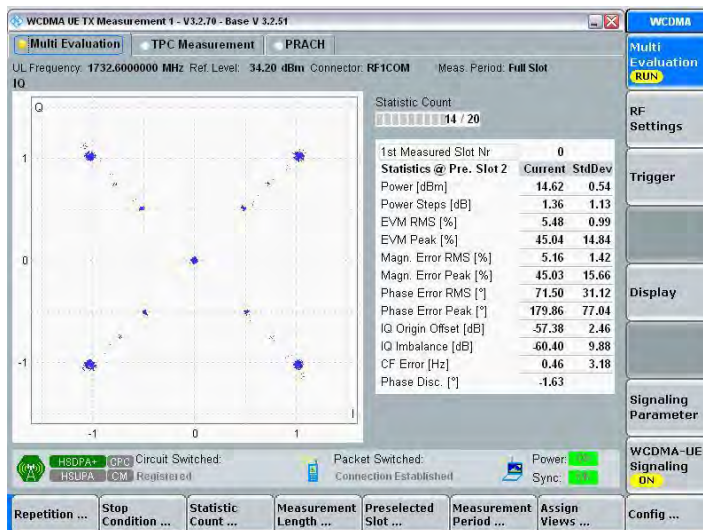 WCDMA UE TX Measurement 1 - V3.2.70 - Base V 3.2.51
WCDMA
Multi Evaluation
TPC Measurement
PRACH
Multi
Evaluation
RUN
UL Frequency: 1732.6000000 MHz Ref. Level: 34.20 dBm Connector: RF1COM Meas. Period: Full Slot
IQ
Q
1
0
-1
-1 0 1
I
Statistic Count
14 / 20
1st Measured Slot Nr 0
Statistics @ Pre. Slot 2 Current StdDev
Power [dBm] 14.62 0.54
Power Steps [dB] 1.36 1.13
EVM RMS [%] 5.48 0.99
EVM Peak [%] 45.04 14.84
Magn. Error RMS [%] 5.16 1.42
Magn. Error Peak [%] 45.03 15.66
Phase Error RMS [°] 71.50 31.12
Phase Error Peak [°] 179.86 77.04
IQ Origin Offset [dB] -57.38 2.46
IQ Imbalance [dB] -60.40 9.88
CF Error [Hz] 0.46 3.18
Phase Disc. [°] -1.63
RF
Settings
Trigger
Display
Signaling
Parameter
WCDMA-UE
Signaling
ON
HSDPA+ CPC Circuit Switched: Packet Switched: Power:
HSUPA CM Registered Connection Established Sync:
Repetition ...
Stop
Condition ...
Statistic
Count ...
Measurement
Length ...
Preselected
Slot ...
Measurement
Period ...
Assign
Views ...
Config ...